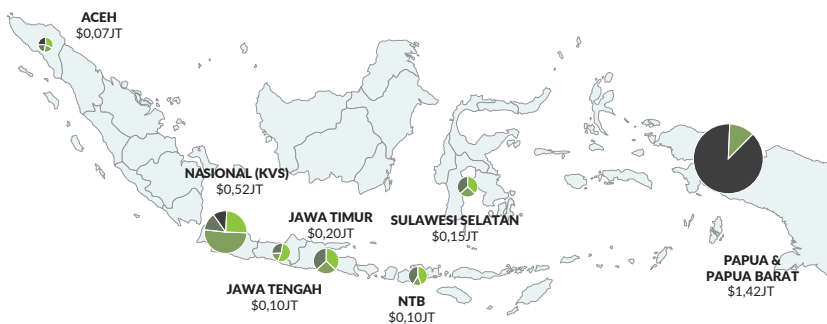 ACEH
$0,07JT
NASIONAL (KVS)
$0,52JT
JAWA TIMUR
$0,20JT
SULAWESI SELATAN
$0,15JT
JAWA TENGAH
$0,10JT
NTB
$0,10JT
PAPUA &
PAPUA BARAT
$1,42JT